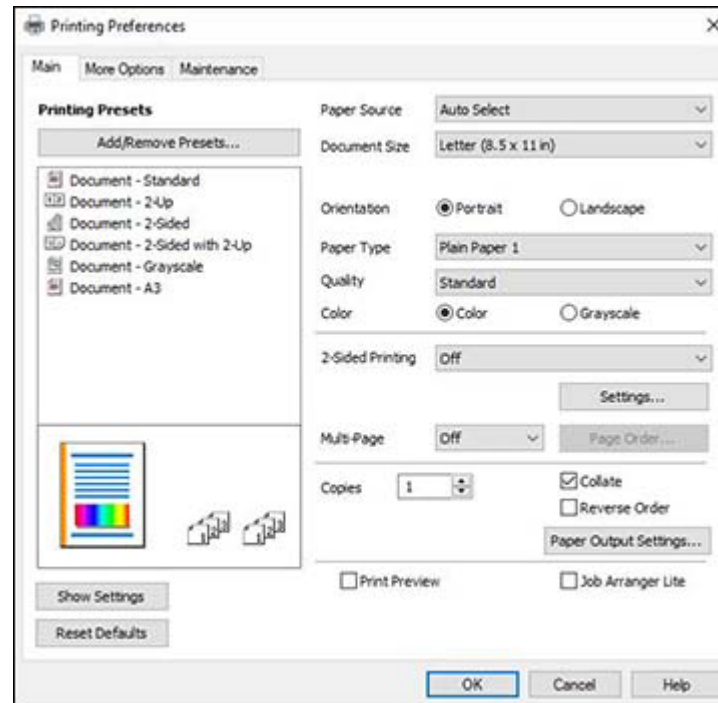 Printing Preferences
Main More Options Maintenance
Printing Presets
Add/Remove Presets...
Document - Standard
Document - 2-Up
Document - 2-Sided
Document - 2-Sided with 2-Up
Document - Grayscale
Document - A3
Show Settings
Reset Defaults
Paper Source Auto Select
Document Size Letter (8.5 x 11 in)
Orientation Portrait Landscape
Paper Type Plain Paper 1
Quality Standard
Color Color Grayscale
2-Sided Printing Off
Settings...
Multi-Page Off Page Order...
Copies 1 Collate
Reverse Order
Paper Output Settings...
Print Preview Job Arranger Lite
OK Cancel Help